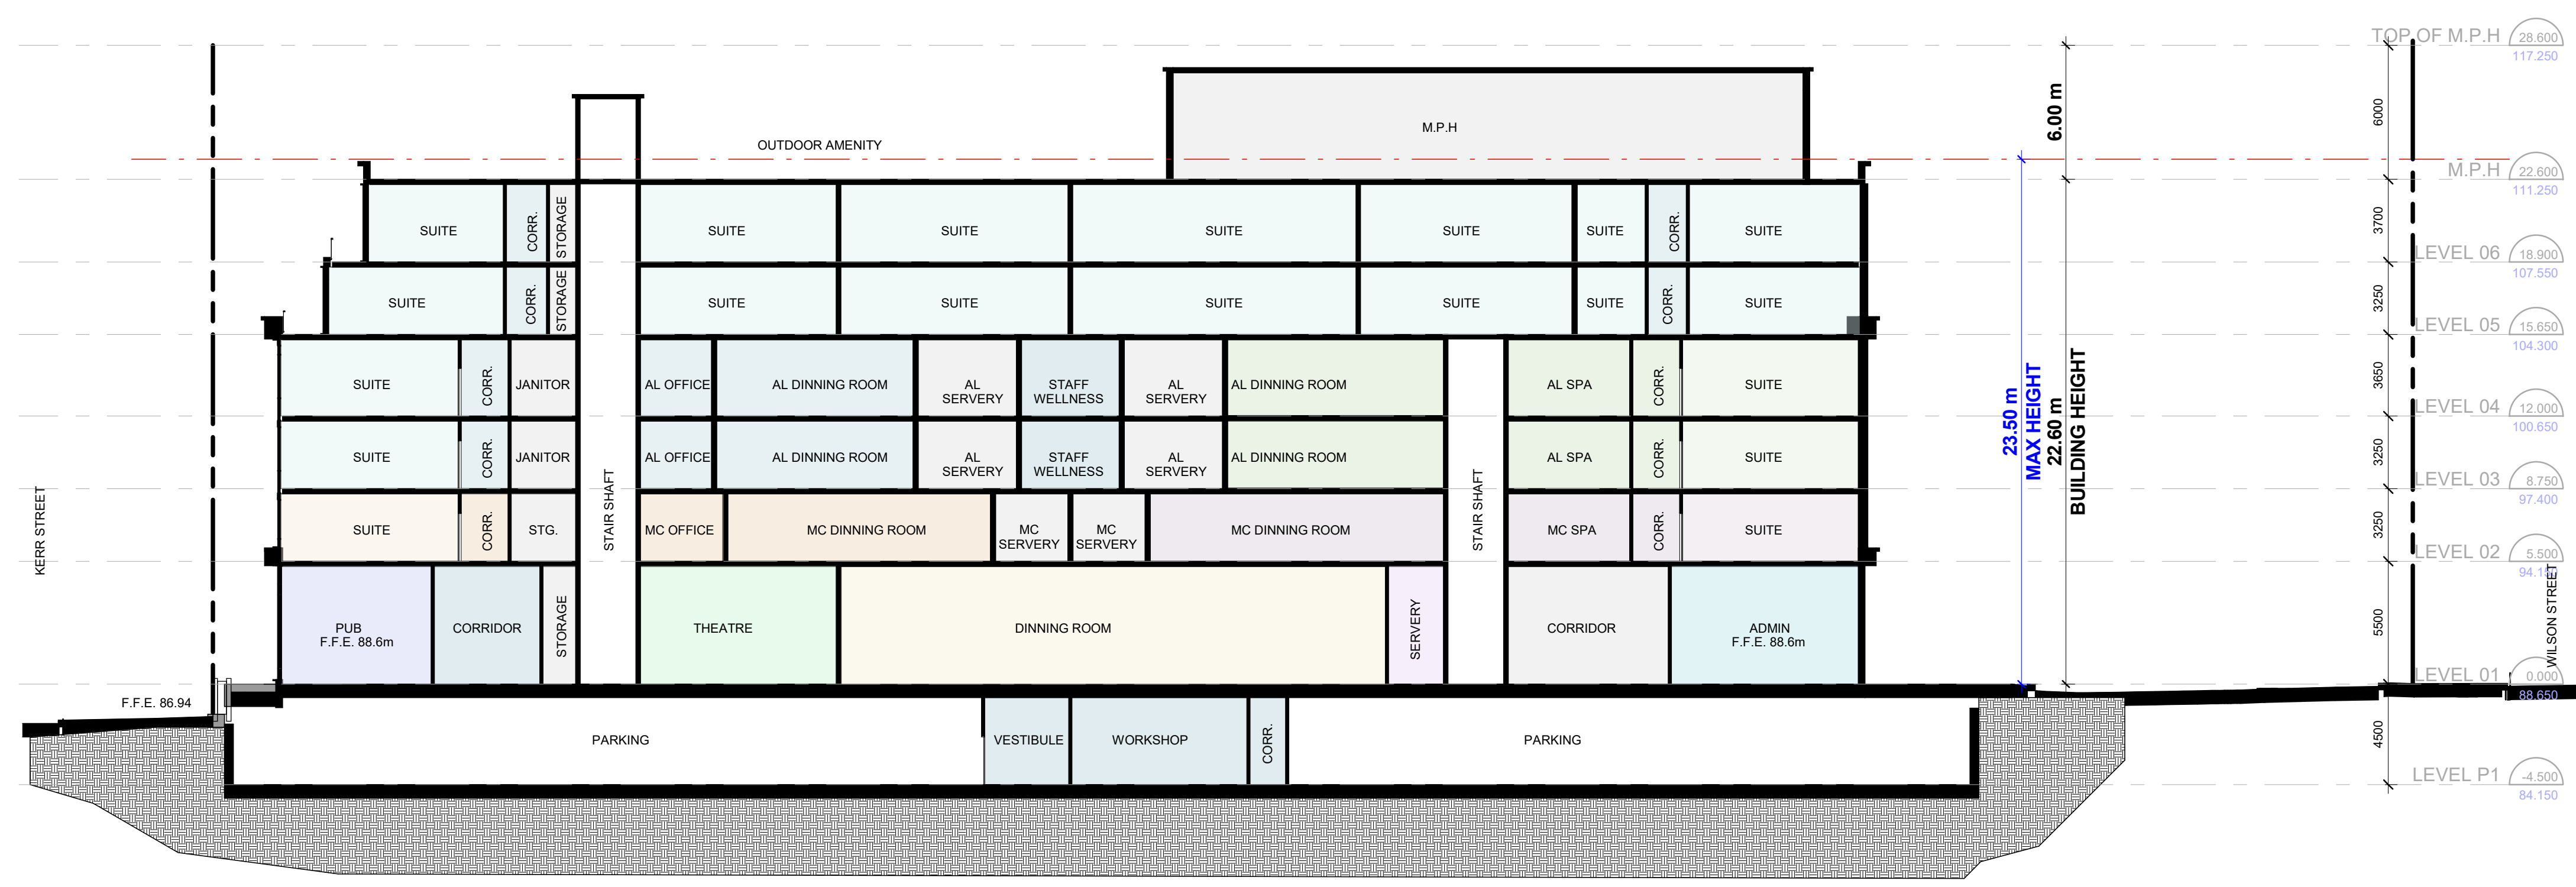 TOP OF M.P.H 28.600
117.250
6.00 m
6000
M.P.H
OUTDOOR AMENITY
M.P.H 22.600
111.250
SUITE CORR. STORAGE SUITE SUITE SUITE SUITE SUITE CORR. SUITE
3700
LEVEL 06 18.900
107.550
SUITE CORR. STORAGE SUITE SUITE SUITE SUITE SUITE CORR. SUITE
3250
LEVEL 05 15.650
104.300
SUITE CORR. JANITOR AL OFFICE AL DINNING ROOM AL STAFF AL AL DINNING ROOM AL SPA CORR. SUITE
SERVERY WELLNESS SERVERY
3650
23.50 m
MAX HEIGHT
22.60 m
BUILDING HEIGHT
LEVEL 04 12.000
100.650
SUITE CORR. JANITOR AL OFFICE AL DINNING ROOM AL STAFF AL AL DINNING ROOM AL SPA CORR. SUITE
SERVERY WELLNESS SERVERY
3250
LEVEL 03 8.750
97.400
KERR STREET
STAIR SHAFT
STAIR SHAFT
SUITE CORR. STG. MC OFFICE MC DINNING ROOM MC MC MC DINNING ROOM MC SPA CORR. SUITE
SERVERY SERVERY
3250
LEVEL 02 5.500
94.150
WILSON STREET
PUB CORRIDOR STORAGE THEATRE DINNING ROOM SERVERY CORRIDOR ADMIN
F.F.E. 88.6m F.F.E. 88.6m
5500
LEVEL 01 0.000
88.650
F.F.E. 86.94
PARKING VESTIBULE WORKSHOP CORR. PARKING
4500
LEVEL P1 -4.500
84.150